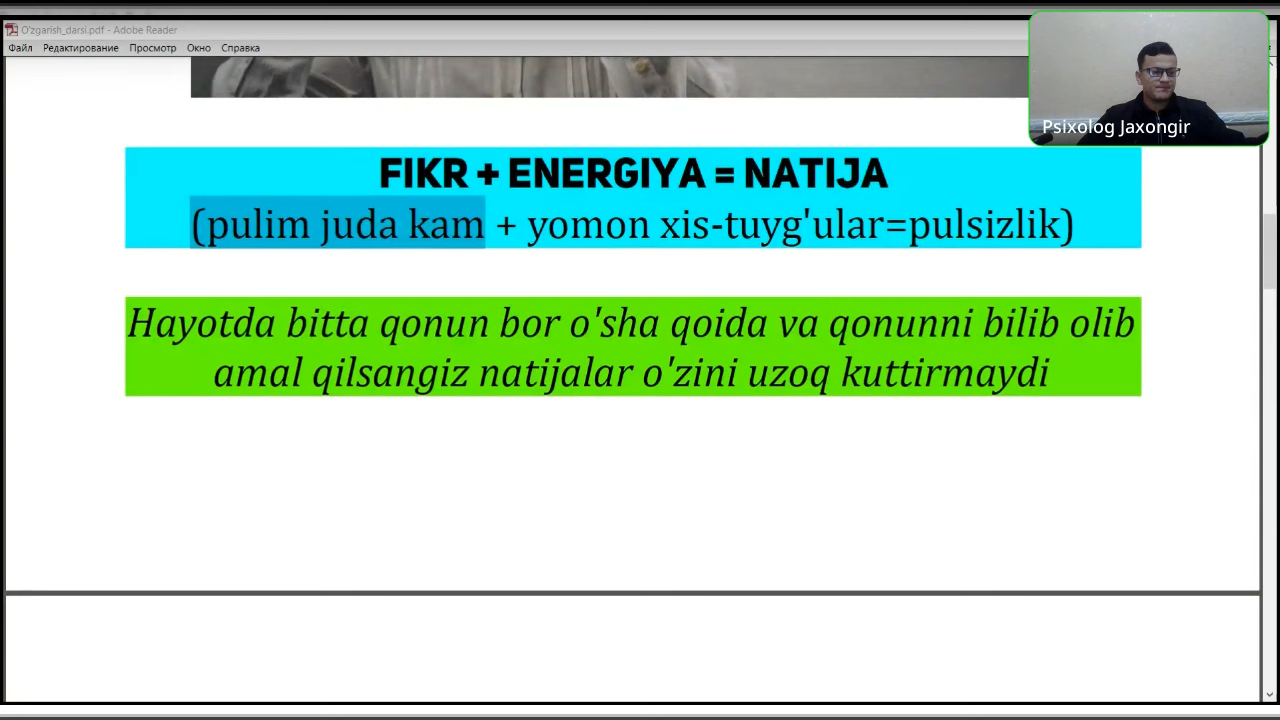 O'zgarish_darsi.pdf - Adobe Reader
Файл Редактирование Просмотр Окно Справка
Psixolog Jaxongir
FIKR + ENERGIYA = NATIJA
(pulim juda kam + yomon xis-tuyg'ular=pulsizlik)
Hayotda bitta qonun bor o'sha qoida va qonunni bilib olib
amal qilsangiz natijalar o'zini uzoq kuttirmaydi